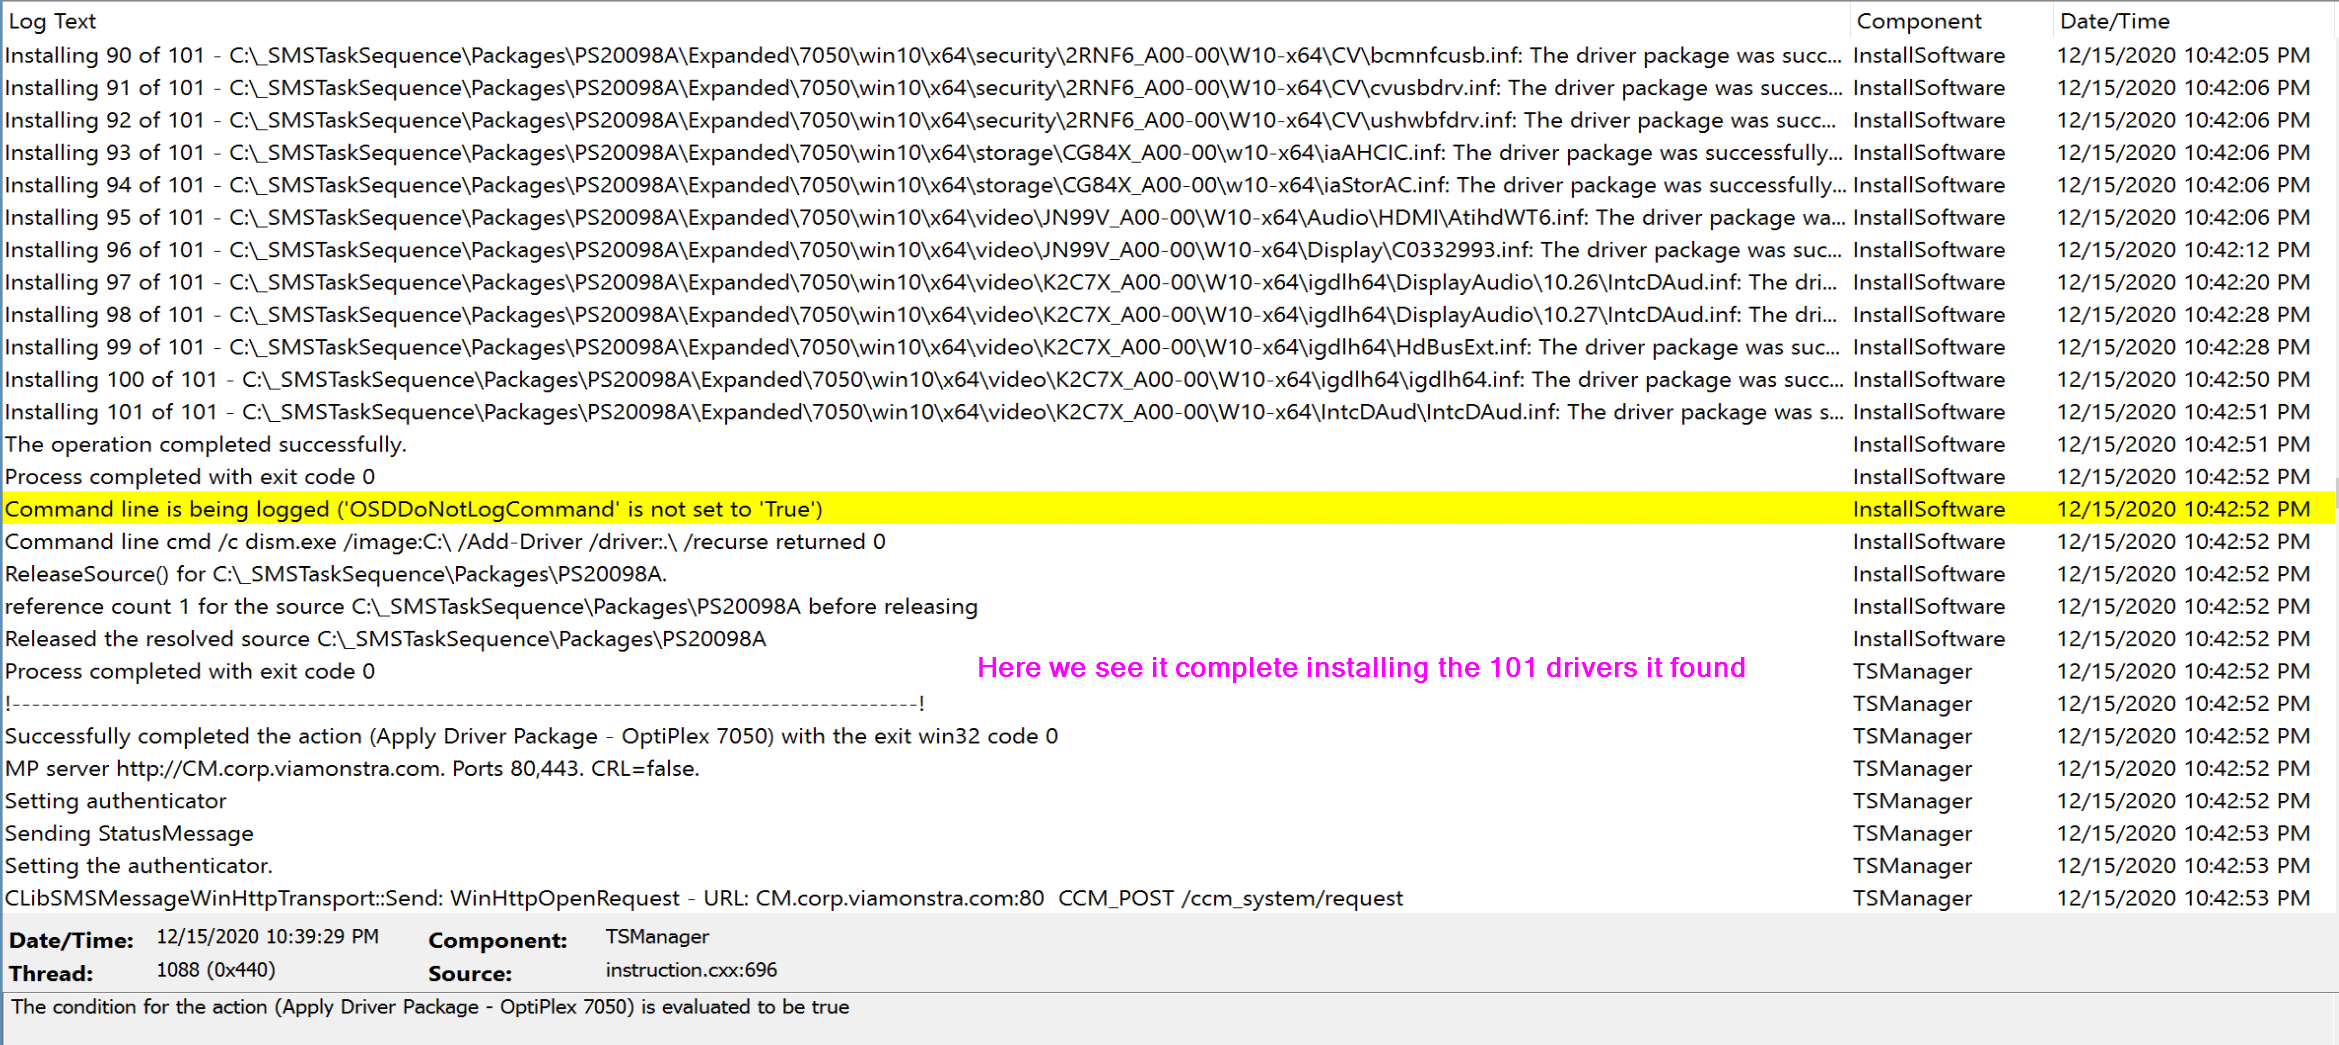 Log Text Component Date/Time
Installing 90 of 101 - C:\_SMSTaskSequence\Packages\PS20098A\Expanded\7050\win10\x64\security\2RNF6_A00-00\W10-x64\CV\bcmnfcusb.inf: The driver package was succ... InstallSoftware 12/15/2020 10:42:05 PM
Installing 91 of 101 - C:\_SMSTaskSequence\Packages\PS20098A\Expanded\7050\win10\x64\security\2RNF6_A00-00\W10-x64\CV\cvusbdrv.inf: The driver package was succes... InstallSoftware 12/15/2020 10:42:06 PM
Installing 92 of 101 - C:\_SMSTaskSequence\Packages\PS20098A\Expanded\7050\win10\x64\security\2RNF6_A00-00\W10-x64\CV\ushwbfdrv.inf: The driver package was succ... InstallSoftware 12/15/2020 10:42:06 PM
Installing 93 of 101 - C:\_SMSTaskSequence\Packages\PS20098A\Expanded\7050\win10\x64\storage\CG84X_A00-00\w10-x64\iaAHCIC.inf: The driver package was successfully... InstallSoftware 12/15/2020 10:42:06 PM
Installing 94 of 101 - C:\_SMSTaskSequence\Packages\PS20098A\Expanded\7050\win10\x64\storage\CG84X_A00-00\w10-x64\iaStorAC.inf: The driver package was successfully... InstallSoftware 12/15/2020 10:42:06 PM
Installing 95 of 101 - C:\_SMSTaskSequence\Packages\PS20098A\Expanded\7050\win10\x64\video\JN99V_A00-00\W10-x64\Audio\HDMI\AtihdWT6.inf: The driver package wa... InstallSoftware 12/15/2020 10:42:06 PM
Installing 96 of 101 - C:\_SMSTaskSequence\Packages\PS20098A\Expanded\7050\win10\x64\video\JN99V_A00-00\W10-x64\Display\C0332993.inf: The driver package was suc... InstallSoftware 12/15/2020 10:42:12 PM
Installing 97 of 101 - C:\_SMSTaskSequence\Packages\PS20098A\Expanded\7050\win10\x64\video\K2C7X_A00-00\W10-x64\igdlh64\DisplayAudio\10.26\IntcDAud.inf: The dri... InstallSoftware 12/15/2020 10:42:20 PM
Installing 98 of 101 - C:\_SMSTaskSequence\Packages\PS20098A\Expanded\7050\win10\x64\video\K2C7X_A00-00\W10-x64\igdlh64\DisplayAudio\10.27\IntcDAud.inf: The dri... InstallSoftware 12/15/2020 10:42:28 PM
Installing 99 of 101 - C:\_SMSTaskSequence\Packages\PS20098A\Expanded\7050\win10\x64\video\K2C7X_A00-00\W10-x64\igdlh64\HdBusExt.inf: The driver package was suc... InstallSoftware 12/15/2020 10:42:28 PM
Installing 100 of 101 - C:\_SMSTaskSequence\Packages\PS20098A\Expanded\7050\win10\x64\video\K2C7X_A00-00\W10-x64\igdlh64\igdlh64.inf: The driver package was succ... InstallSoftware 12/15/2020 10:42:50 PM
Installing 101 of 101 - C:\_SMSTaskSequence\Packages\PS20098A\Expanded\7050\win10\x64\video\K2C7X_A00-00\W10-x64\IntcDAud\IntcDAud.inf: The driver package was s... InstallSoftware 12/15/2020 10:42:51 PM
The operation completed successfully. InstallSoftware 12/15/2020 10:42:51 PM
Process completed with exit code 0 InstallSoftware 12/15/2020 10:42:52 PM
Command line is being logged ('OSDDoNotLogCommand' is not set to 'True') InstallSoftware 12/15/2020 10:42:52 PM
Command line cmd /c dism.exe /image:C:\ /Add-Driver /driver:.\ /recurse returned 0 InstallSoftware 12/15/2020 10:42:52 PM
ReleaseSource() for C:\_SMSTaskSequence\Packages\PS20098A. InstallSoftware 12/15/2020 10:42:52 PM
reference count 1 for the source C:\_SMSTaskSequence\Packages\PS20098A before releasing InstallSoftware 12/15/2020 10:42:52 PM
Released the resolved source C:\_SMSTaskSequence\Packages\PS20098A InstallSoftware 12/15/2020 10:42:52 PM
Process completed with exit code 0 Here we see it complete installing the 101 drivers it found TSManager 12/15/2020 10:42:52 PM
!--------------------------------------------------------------------------------------------! TSManager 12/15/2020 10:42:52 PM
Successfully completed the action (Apply Driver Package - OptiPlex 7050) with the exit win32 code 0 TSManager 12/15/2020 10:42:52 PM
MP server http://CM.corp.viamonstra.com. Ports 80,443. CRL=false. TSManager 12/15/2020 10:42:52 PM
Setting authenticator TSManager 12/15/2020 10:42:52 PM
Sending StatusMessage TSManager 12/15/2020 10:42:53 PM
Setting the authenticator. TSManager 12/15/2020 10:42:53 PM
CLibSMSMessageWinHttpTransport::Send: WinHttpOpenRequest - URL: CM.corp.viamonstra.com:80  CCM_POST /ccm_system/request TSManager 12/15/2020 10:42:53 PM
Date/Time: 12/15/2020 10:39:29 PM Component: TSManager
Thread: 1088 (0x440) Source: instruction.cxx:696
The condition for the action (Apply Driver Package - OptiPlex 7050) is evaluated to be true